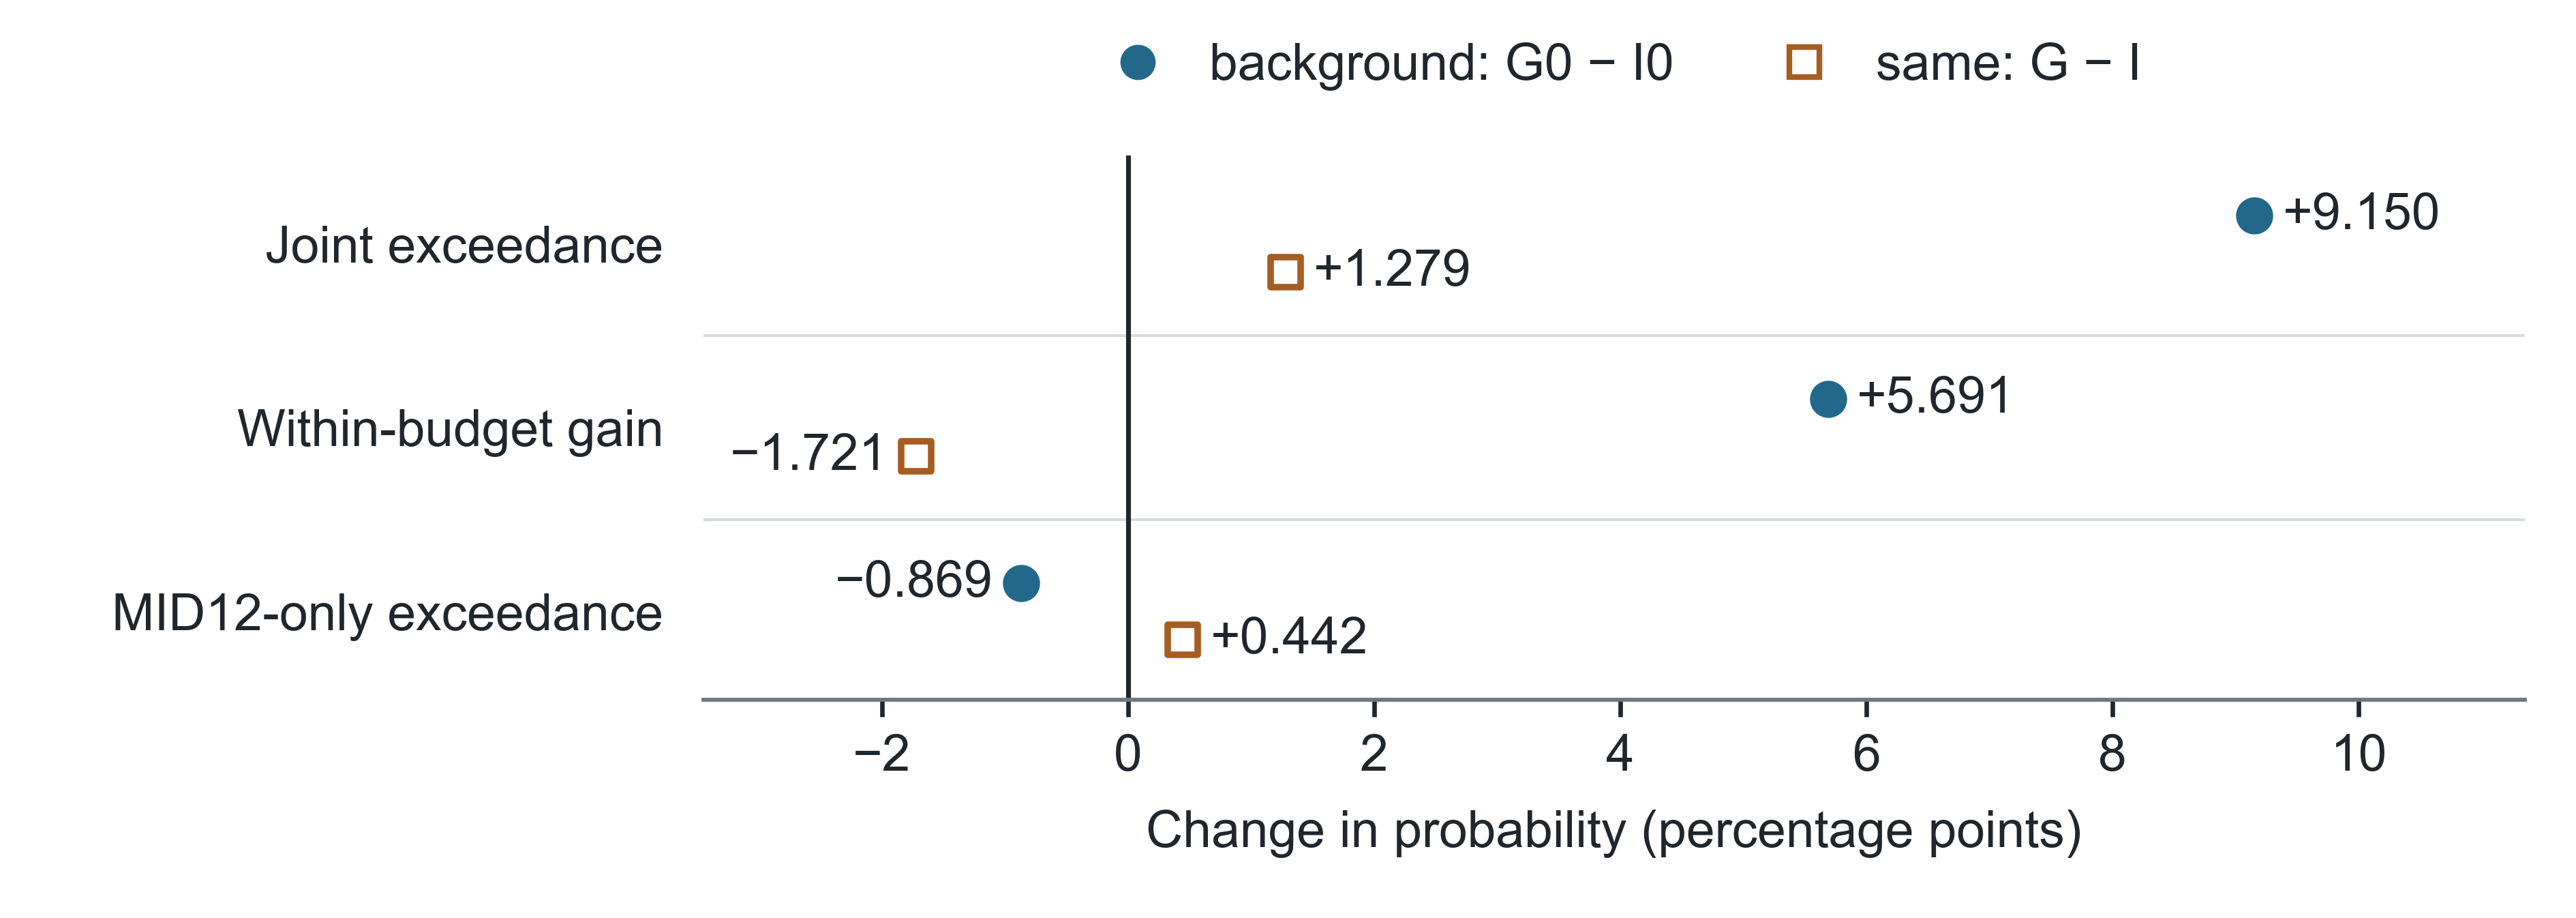 background: G0 − I0 same: G − I
Joint exceedance
+9.150
+1.279
Within-budget gain
+5.691
−1.721
MID12-only exceedance
−0.869
+0.442
−2 0 2 4 6 8 10
Change in probability (percentage points)